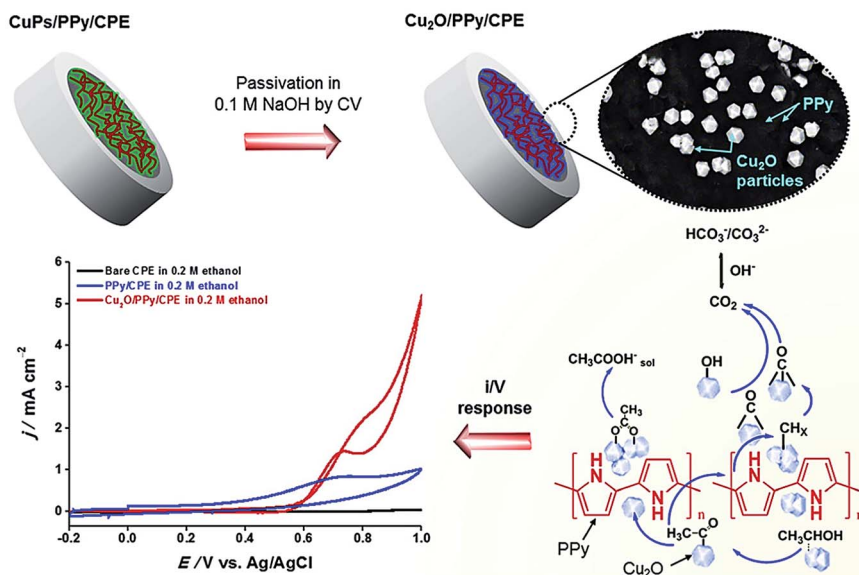 CuPs/PPy/CPE
Passivation in
0.1 M NaOH by CV
Cu₂O/PPy/CPE
PPy
Cu₂O
particles
Bare CPE in 0.2 M ethanol
PPy/CPE in 0.2 M ethanol
Cu₂O/PPy/CPE in 0.2 M ethanol
j / mA cm⁻²
6
5
4
3
2
1
0
-0.2 0.0 0.2 0.4 0.6 0.8 1.0
E /V vs. Ag/AgCl
i/V
response
HCO₃⁻/CO₃²⁻
OH⁻
CO₂
CH₃COOH⁻ sol
OH
O
C
O
C
CH₃
C
O O
CHx
H
N
N
H
n
H
N
N
H
n
H₃C-C
O
CH₃CHOH
PPy
Cu₂O